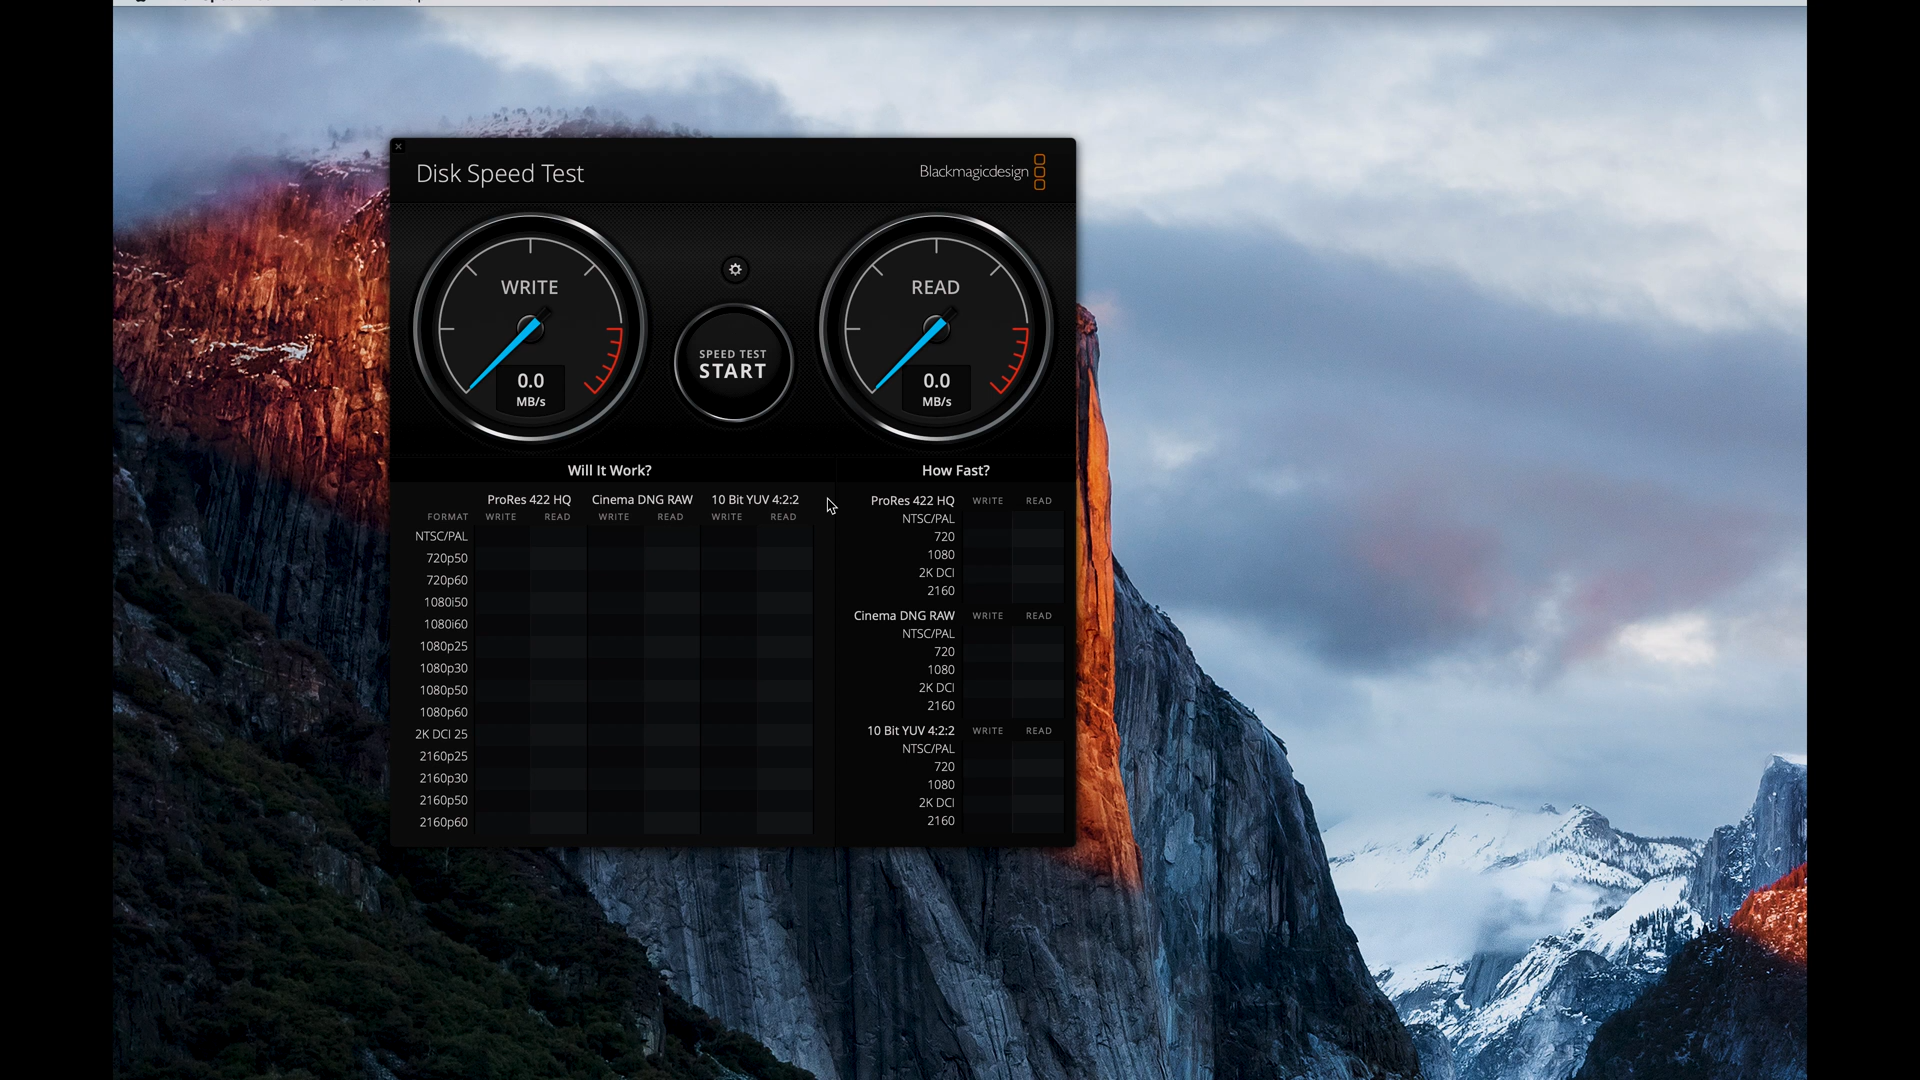 Disk Speed Test
Blackmagicdesign
WRITE
0.0
MB/s
SPEED TEST
START
READ
0.0
MB/s
Will It Work?
ProRes 422 HQ Cinema DNG RAW 10 Bit YUV 4:2:2
FORMAT WRITE READ WRITE READ WRITE READ
NTSC/PAL
720p50
720p60
1080i50
1080i60
1080p25
1080p30
1080p50
1080p60
2K DCI 25
2160p25
2160p30
2160p50
2160p60
How Fast?
ProRes 422 HQ WRITE READ
NTSC/PAL
720
1080
2K DCI
2160
Cinema DNG RAW WRITE READ
NTSC/PAL
720
1080
2K DCI
2160
10 Bit YUV 4:2:2 WRITE READ
NTSC/PAL
720
1080
2K DCI
2160